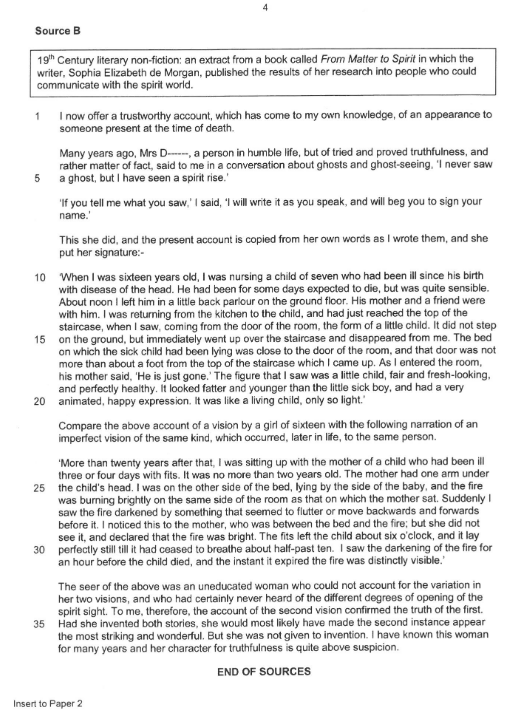 4
Source B
19th Century literary non-fiction: an extract from a book called From Matter to Spirit in which the
writer, Sophia Elizabeth de Morgan, published the results of her research into people who could
communicate with the spirit world.
1 I now offer a trustworthy account, which has come to my own knowledge, of an appearance to
someone present at the time of death.
Many years ago, Mrs D------, a person in humble life, but of tried and proved truthfulness, and
rather matter of fact, said to me in a conversation about ghosts and ghost-seeing, 'I never saw
5 a ghost, but I have seen a spirit rise.'
'If you tell me what you saw,' I said, 'I will write it as you speak, and will beg you to sign your
name.'
This she did, and the present account is copied from her own words as I wrote them, and she
put her signature:-
10 'When I was sixteen years old, I was nursing a child of seven who had been ill since his birth
with disease of the head. He had been for some days expected to die, but was quite sensible.
About noon I left him in a little back parlour on the ground floor. His mother and a friend were
with him. I was returning from the kitchen to the child, and had just reached the top of the
staircase, when I saw, coming from the door of the room, the form of a little child. It did not step
15 on the ground, but immediately went up over the staircase and disappeared from me. The bed
on which the sick child had been lying was close to the door of the room, and that door was not
more than about a foot from the top of the staircase which I came up. As I entered the room,
his mother said, 'He is just gone.' The figure that I saw was a little child, fair and fresh-looking,
and perfectly healthy. It looked fatter and younger than the little sick boy, and had a very
20 animated, happy expression. It was like a living child, only so light.'
Compare the above account of a vision by a girl of sixteen with the following narration of an
imperfect vision of the same kind, which occurred, later in life, to the same person.
'More than twenty years after that, I was sitting up with the mother of a child who had been ill
three or four days with fits. It was no more than two years old. The mother had one arm under
25 the child's head. I was on the other side of the bed, lying by the side of the baby, and the fire
was burning brightly on the same side of the room as that on which the mother sat. Suddenly I
saw the fire darkened by something that seemed to flutter or move backwards and forwards
before it. I noticed this to the mother, who was between the bed and the fire; but she did not
see it, and declared that the fire was bright. The fits left the child about six o'clock, and it lay
30 perfectly still till it had ceased to breathe about half-past ten. I saw the darkening of the fire for
an hour before the child died, and the instant it expired the fire was distinctly visible.'
The seer of the above was an uneducated woman who could not account for the variation in
her two visions, and who had certainly never heard of the different degrees of opening of the
spirit sight. To me, therefore, the account of the second vision confirmed the truth of the first.
35 Had she invented both stories, she would most likely have made the second instance appear
the most striking and wonderful. But she was not given to invention. I have known this woman
for many years and her character for truthfulness is quite above suspicion.
END OF SOURCES
Insert to Paper 2